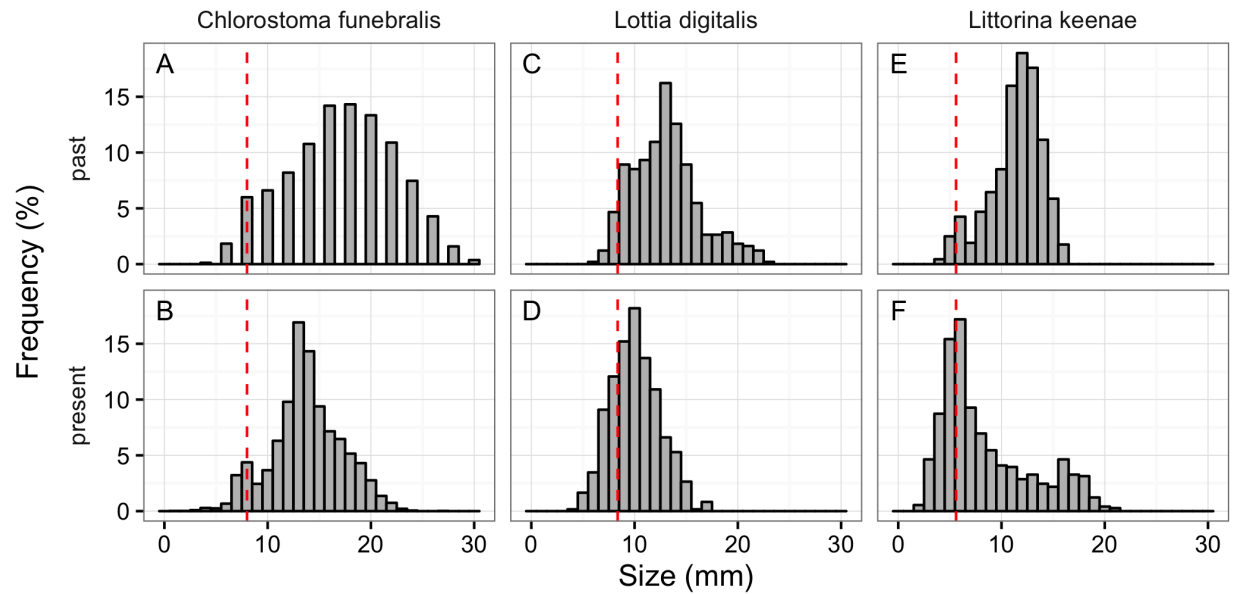 Chlorostoma funebralis
Lottia digitalis
Littorina keenae
Frequency (%)
past
15
10
5
0
A
C
E
present
15
10
5
0
B
D
F
0 10 20 30
0 10 20 30
0 10 20 30
Size (mm)